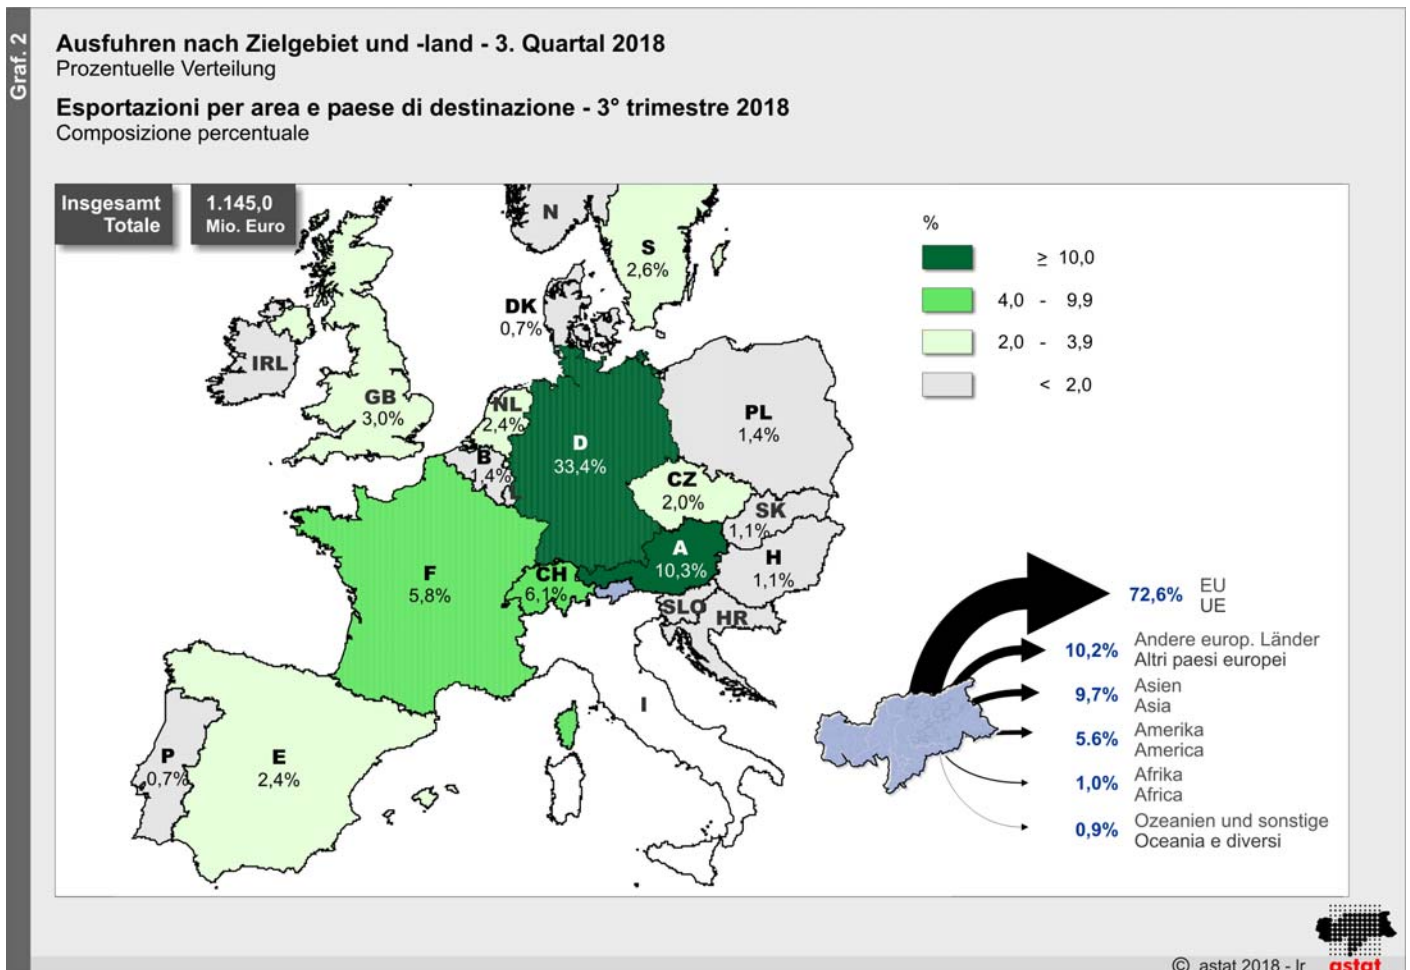 Graf. 2
Ausfuhren nach Zielgebiet und -land - 3. Quartal 2018
Prozentuelle Verteilung
Esportazioni per area e paese di destinazione - 3° trimestre 2018
Composizione percentuale
Insgesamt
Totale
1.145,0
Mio. Euro
%
≥ 10,0
4,0 - 9,9
2,0 - 3,9
< 2,0
N
S
2,6%
DK
0,7%
IRL
GB
3,0%
NL
2,4%
B
1,4%
L
D
33,4%
PL
1,4%
CZ
2,0%
SK
1,1%
A
10,3%
H
1,1%
F
5,8%
CH
6,1%
SLO
HR
I
P
0,7%
E
2,4%
72,6%
EU
UE
10,2%
Andere europ. Länder
Altri paesi europei
9,7%
Asien
Asia
5.6%
Amerika
America
1,0%
Afrika
Africa
0,9%
Ozeanien und sonstige
Oceania e diversi
© astat 2018 - lr
astat